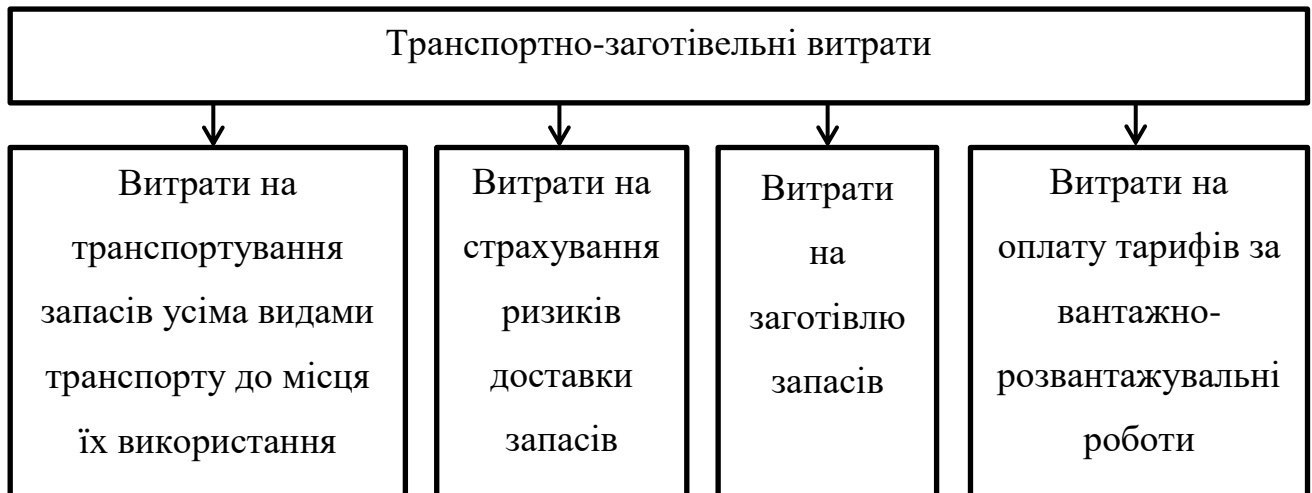 Транспортно-заготівельні витрати
Витрати на
транспортування
запасів усіма видами
транспорту до місця
їх використання
Витрати на
страхування
ризиків
доставки
запасів
Витрати
на
заготівлю
запасів
Витрати на
оплату тарифів за
вантажно-
розвантажувальні
роботи